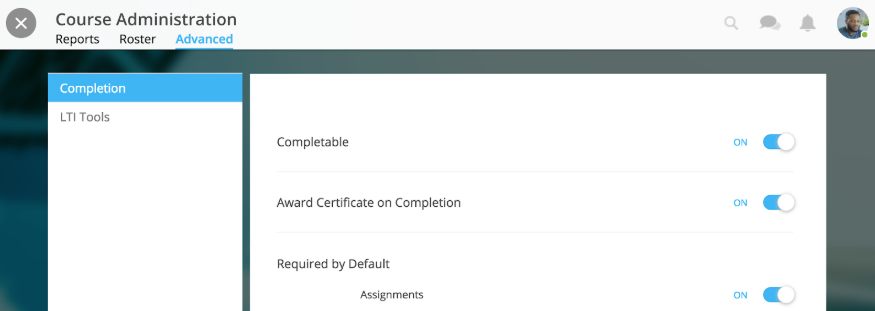 Course Administration
Reports Roster Advanced
Completion
LTI Tools
Completable ON
Award Certificate on Completion ON
Required by Default
Assignments ON